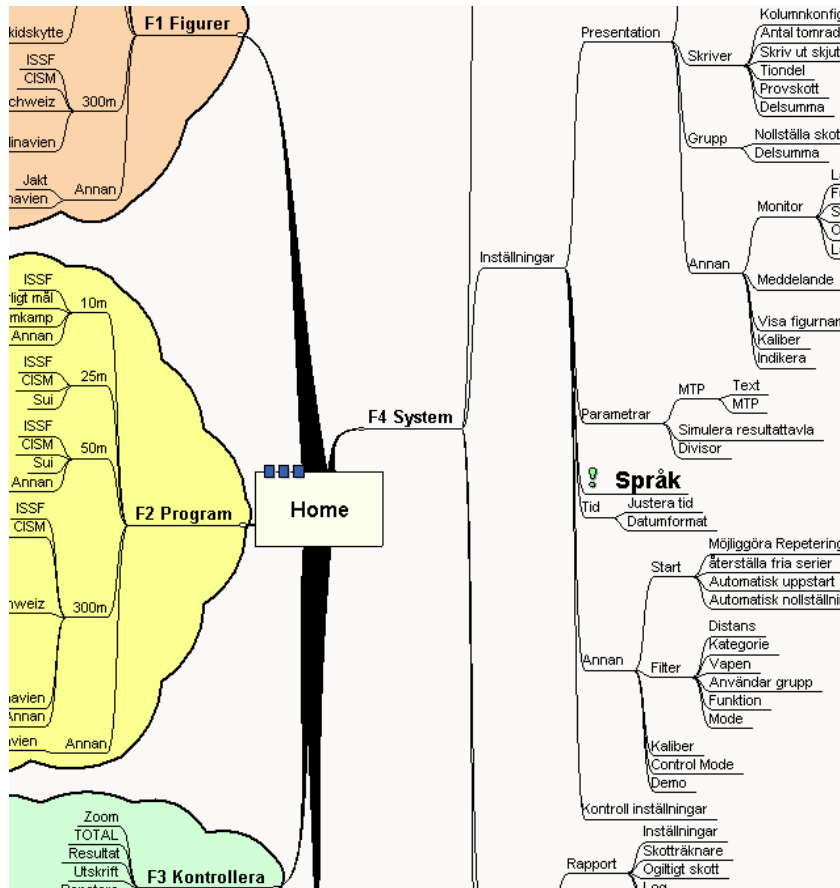 F1 Figurer
kidskytte
ISSF
CISM
chweiz
300m
dinavien
Jakt
navien
Annan
ISSF
rligt mål
mkamp
Annan
10m
ISSF
CISM
Sui
25m
ISSF
CISM
Sui
Annan
50m
F2 Program
ISSF
CISM
hweiz
300m
navien
Annan
vien
Annan
Zoom
TOTAL
Resultat
Utskrift
F3 Kontrollera
Home
F4 System
Inställningar
Presentation
Skriver
Kolumnkonfig
Antal tomrad
Skriv ut skjut
Tiondel
Provskott
Delsumma
Grupp
Nollställa skot
Delsumma
Annan
Monitor
Meddelande
Visa figurnar
Kaliber
Indikera
Parametrar
MTP
Text
MTP
Simulera resultattavla
Divisor
Språk
Tid
Justera tid
Datumformat
Annan
Start
Möjliggöra Repetering
återställa fria serier
Automatisk uppstart
Automatisk nollställni
Filter
Distans
Kategorie
Vapen
Användar grupp
Funktion
Mode
Kaliber
Control Mode
Demo
Kontroll inställningar
Rapport
Inställningar
Skotträknare
Ogiltigt skott
Log